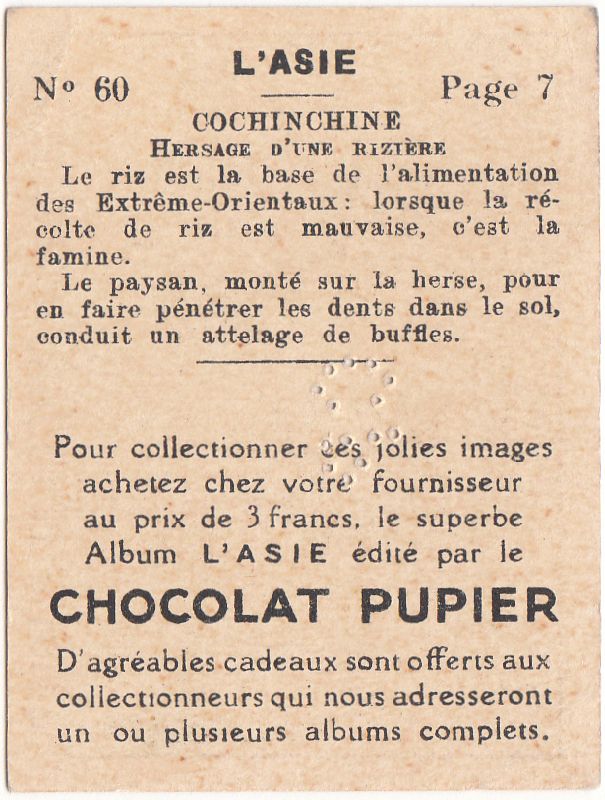 L'ASIE
Nº 60
Page 7
COCHINCHINE
HERSAGE D'UNE RIZIÈRE
Le riz est la base de l'alimentation
des Extrême-Orientaux : lorsque la ré-
colte de riz est mauvaise, c'est la
famine.
Le paysan, monté sur la herse, pour
en faire pénétrer les dents dans le sol,
conduit un attelage de buffles.
Pour collectionner ces jolies images
achetez chez votre fournisseur
au prix de 3 francs, le superbe
Album L'ASIE édité par le
CHOCOLAT PUPIER
D'agréables cadeaux sont offerts aux
collectionneurs qui nous adresseront
un ou plusieurs albums complets.